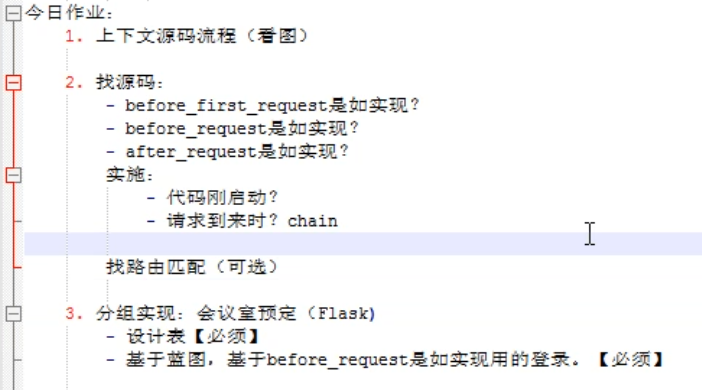 今日作业：
1. 上下文源码流程（看图）
2. 找源码：
- before_first_request是如实现？
- before_request是如实现？
- after_request是如实现？
实施：
- 代码刚启动？
- 请求到来时？chain
找路由匹配（可选）
3. 分组实现：会议室预定（Flask)
- 设计表【必须】
- 基于蓝图，基于before_request是如实现用的登录。【必须】